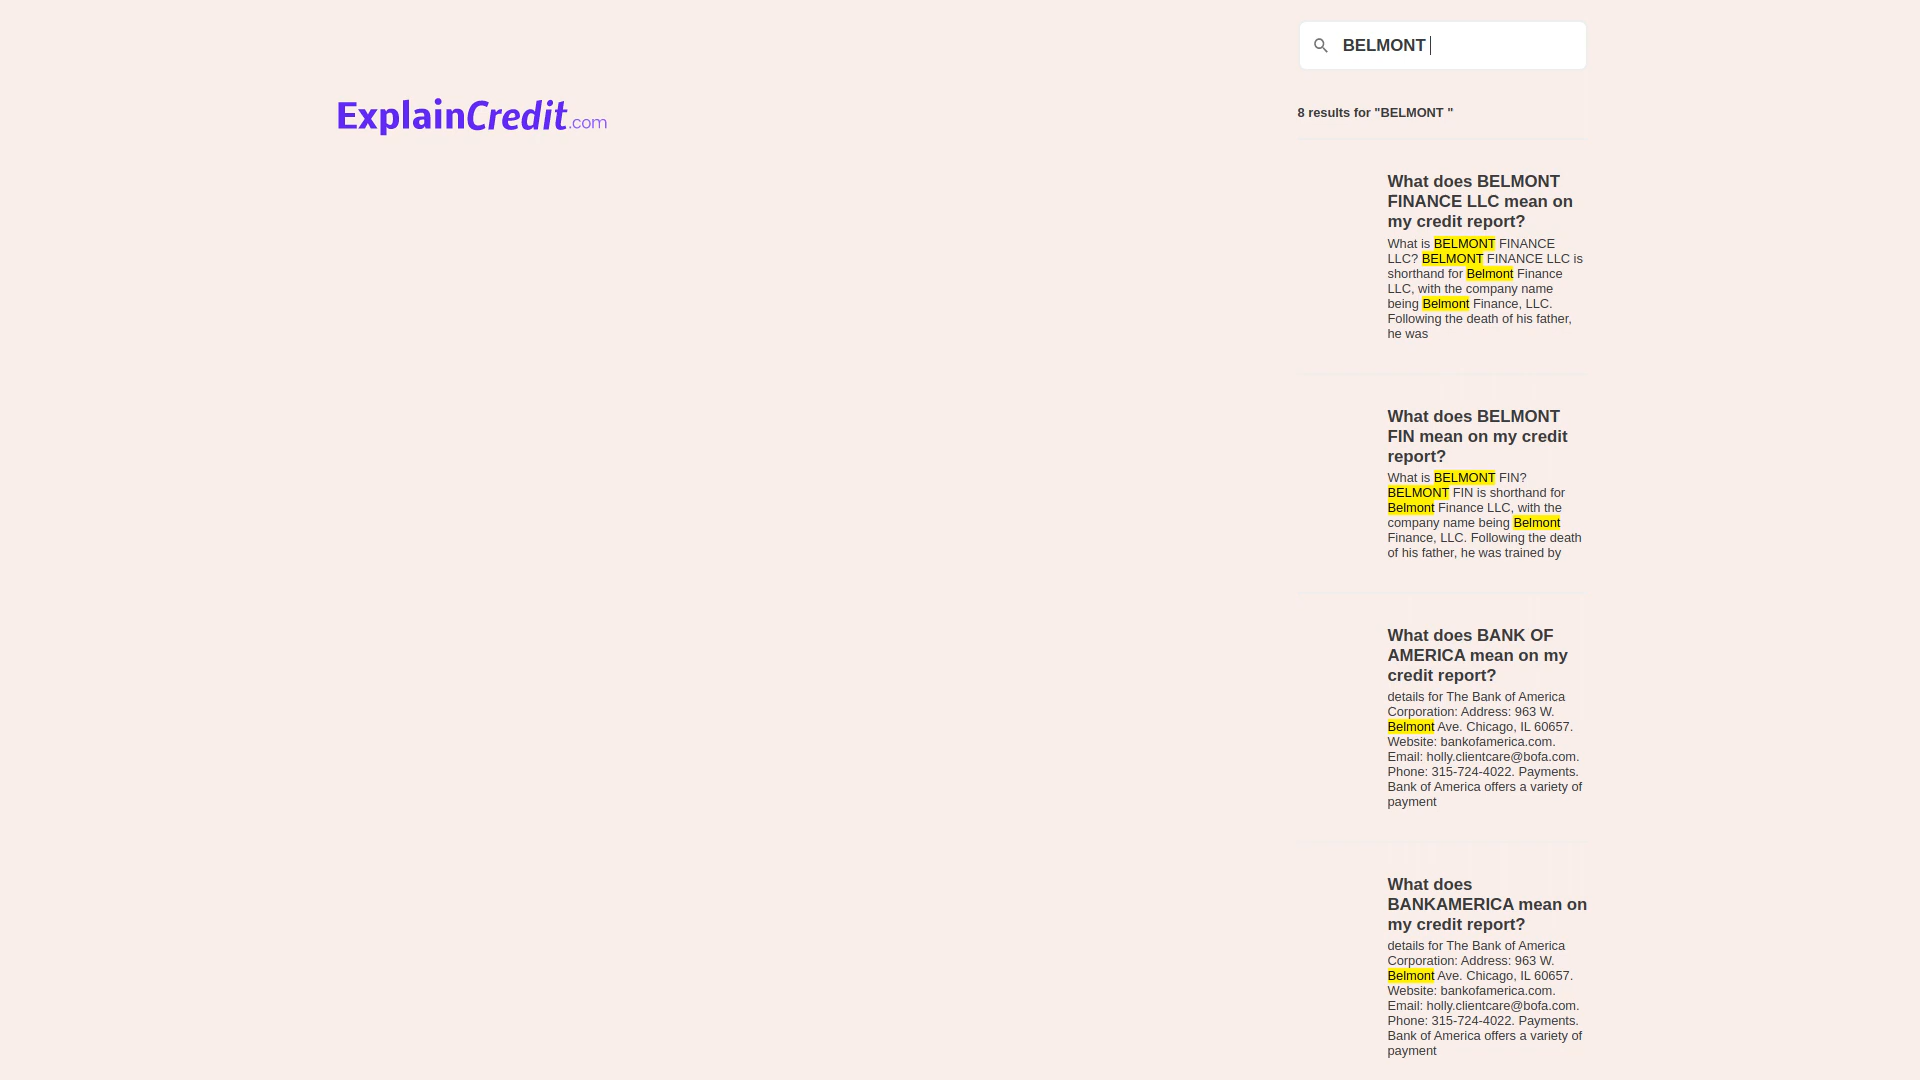 BELMONT
ExplainCredit.com
8 results for "BELMONT "
What does BELMONT
FINANCE LLC mean on
my credit report?
What is BELMONT FINANCE
LLC? BELMONT FINANCE LLC is
shorthand for Belmont Finance
LLC, with the company name
being Belmont Finance, LLC.
Following the death of his father,
he was
What does BELMONT
FIN mean on my credit
report?
What is BELMONT FIN?
BELMONT FIN is shorthand for
Belmont Finance LLC, with the
company name being Belmont
Finance, LLC. Following the death
of his father, he was trained by
What does BANK OF
AMERICA mean on my
credit report?
details for The Bank of America
Corporation: Address: 963 W.
Belmont Ave. Chicago, IL 60657.
Website: bankofamerica.com.
Email: holly.clientcare@bofa.com.
Phone: 315-724-4022. Payments.
Bank of America offers a variety of
payment
What does
BANKAMERICA mean on
my credit report?
details for The Bank of America
Corporation: Address: 963 W.
Belmont Ave. Chicago, IL 60657.
Website: bankofamerica.com.
Email: holly.clientcare@bofa.com.
Phone: 315-724-4022. Payments.
Bank of America offers a variety of
payment